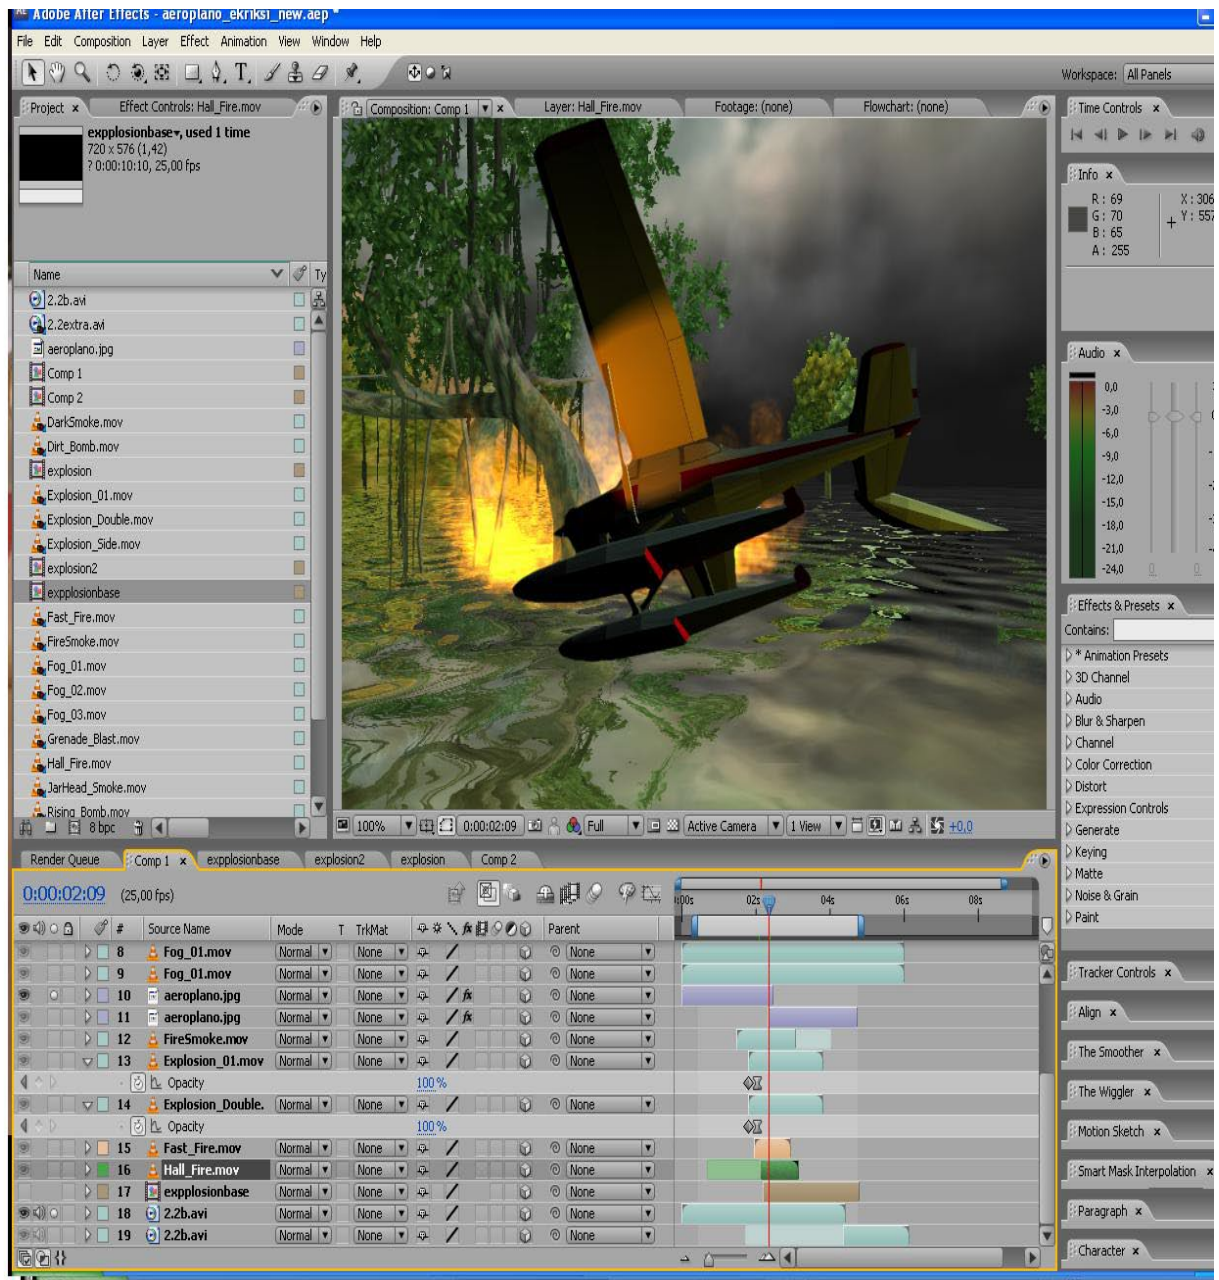 Adobe After Effects - aeroplano_ekriksi_new.aep *
File Edit Composition Layer Effect Animation View Window Help
Workspace: All Panels
Project x Effect Controls: Hall_Fire.mov
Composition: Comp 1 x Layer: Hall_Fire.mov Footage: (none) Flowchart: (none)
Time Controls x
expplosionbase, used 1 time
720 x 576 (1,42)
? 0:00:10:10, 25,00 fps
Info x
R: 69 X: 306
G: 70 Y: 557
B: 65
A: 255
Name Ty
2.2b.avi
2.2extra.avi
aeroplano.jpg
Comp 1
Comp 2
DarkSmoke.mov
Dirt_Bomb.mov
explosion
Explosion_01.mov
Explosion_Double.mov
Explosion_Side.mov
explosion2
expplosionbase
Fast_Fire.mov
FireSmoke.mov
Fog_01.mov
Fog_02.mov
Fog_03.mov
Grenade_Blast.mov
Hall_Fire.mov
JarHead_Smoke.mov
Rising_Bomb.mov
8 bpc
Audio x
0,0
-3,0
-6,0
-9,0
-12,0
-15,0
-18,0
-21,0
-24,0 0 0
Effects & Presets x
Contains:
* Animation Presets
3D Channel
Audio
Blur & Sharpen
Channel
Color Correction
Distort
Expression Controls
Generate
Keying
Matte
Noise & Grain
Paint
100% 0:00:02:09 Full Active Camera 1 View +0,0
Render Queue Comp 1 x expplosionbase explosion2 explosion Comp 2
0:00:02:09 (25,00 fps)
:00s 02s 04s 06s 08s
# Source Name Mode T TrkMat Parent
8 Fog_01.mov Normal None None
9 Fog_01.mov Normal None None
10 aeroplano.jpg Normal None None
11 aeroplano.jpg Normal None None
12 FireSmoke.mov Normal None None
13 Explosion_01.mov Normal None None
Opacity 100%
14 Explosion_Double. Normal None None
Opacity 100%
15 Fast_Fire.mov Normal None None
16 Hall_Fire.mov Normal None None
17 expplosionbase Normal None None
18 2.2b.avi Normal None None
19 2.2b.avi Normal None None
Tracker Controls x
Align x
The Smoother x
The Wiggler x
Motion Sketch x
Smart Mask Interpolation x
Paragraph x
Character x